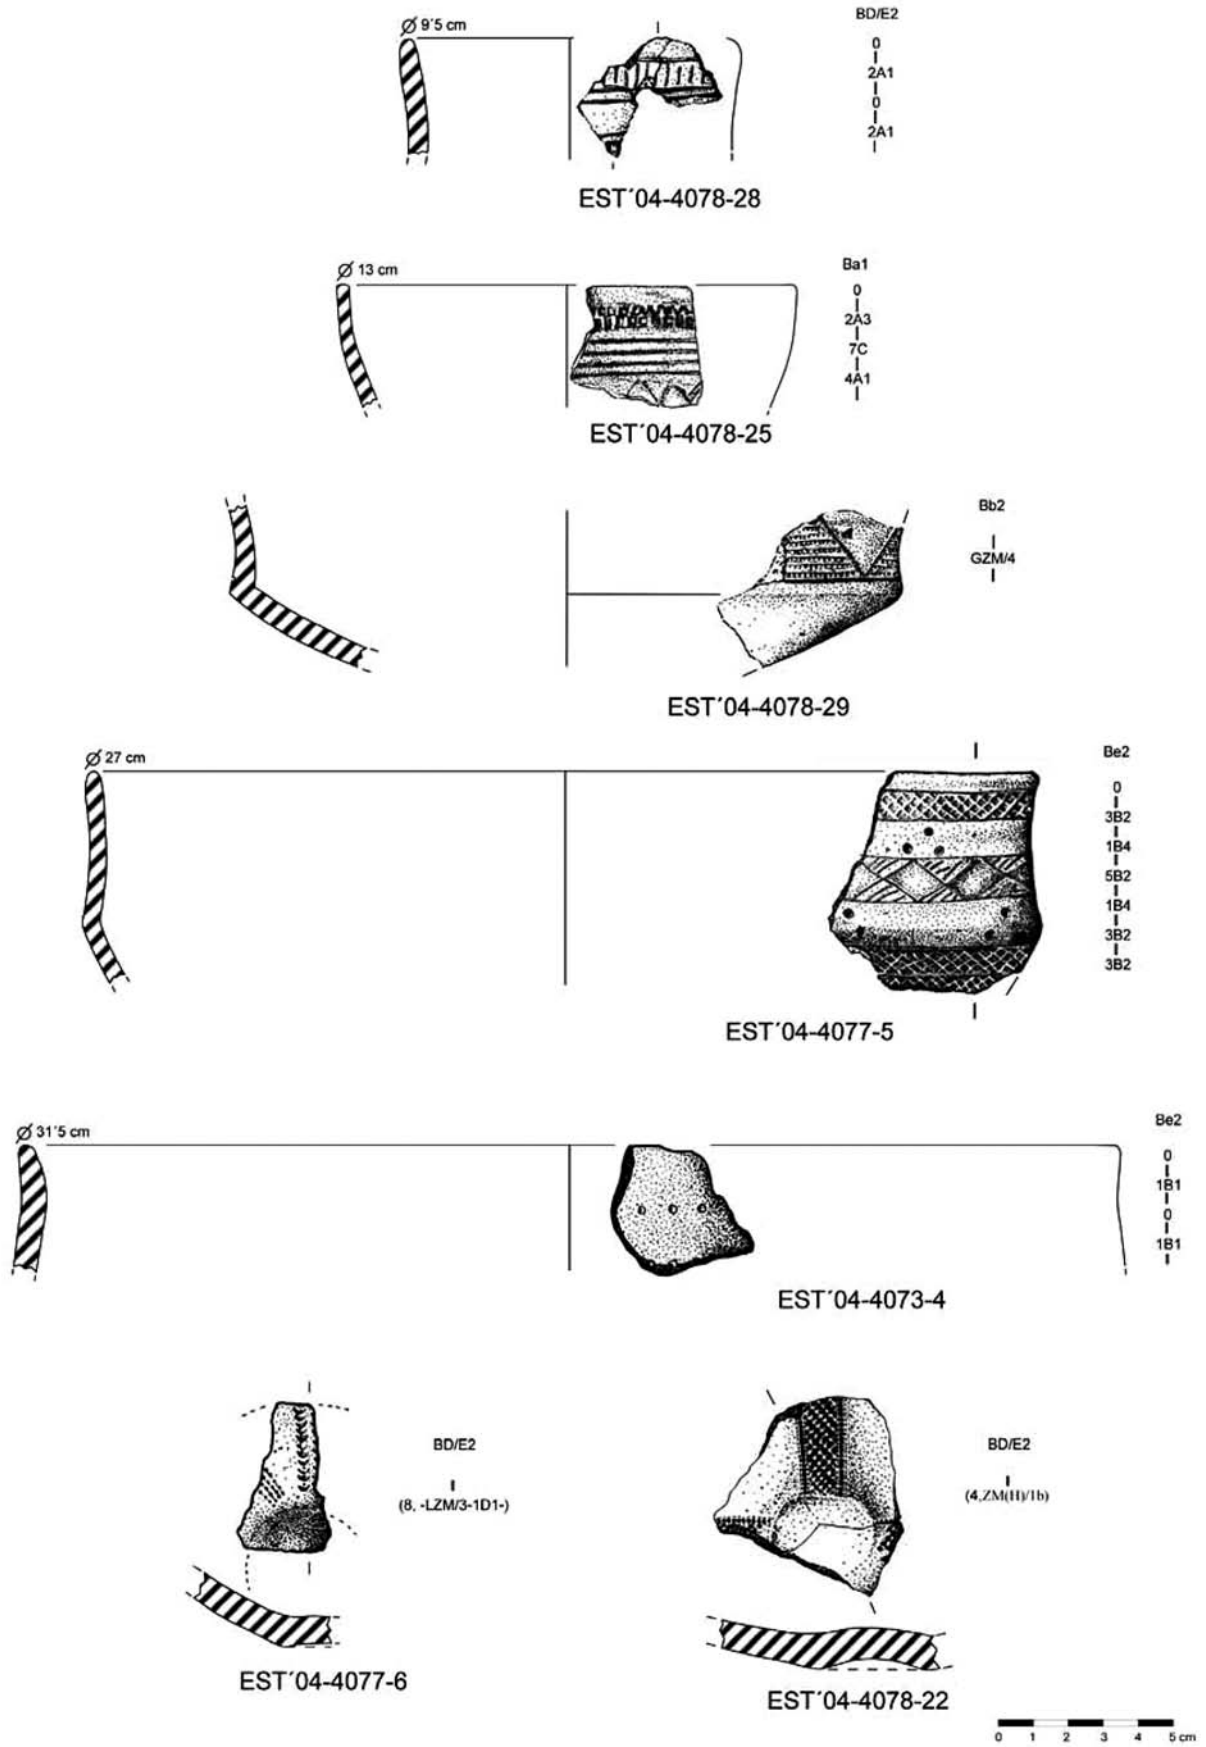 Ø 9´5 cm
BD/E2
0
2A1
0
2A1
EST´04-4078-28
Ø 13 cm
Ba1
0
2A3
7C
4A1
EST´04-4078-25
Bb2
GZM/4
EST´04-4078-29
Ø 27 cm
Be2
0
3B2
1B4
5B2
1B4
3B2
3B2
EST´04-4077-5
Ø 31´5 cm
Be2
0
1B1
0
1B1
EST´04-4073-4
BD/E2
(8, -LZM/3-1D1-)
EST´04-4077-6
BD/E2
(4,ZM(H)/1b)
EST´04-4078-22
0 1 2 3 4 5 cm